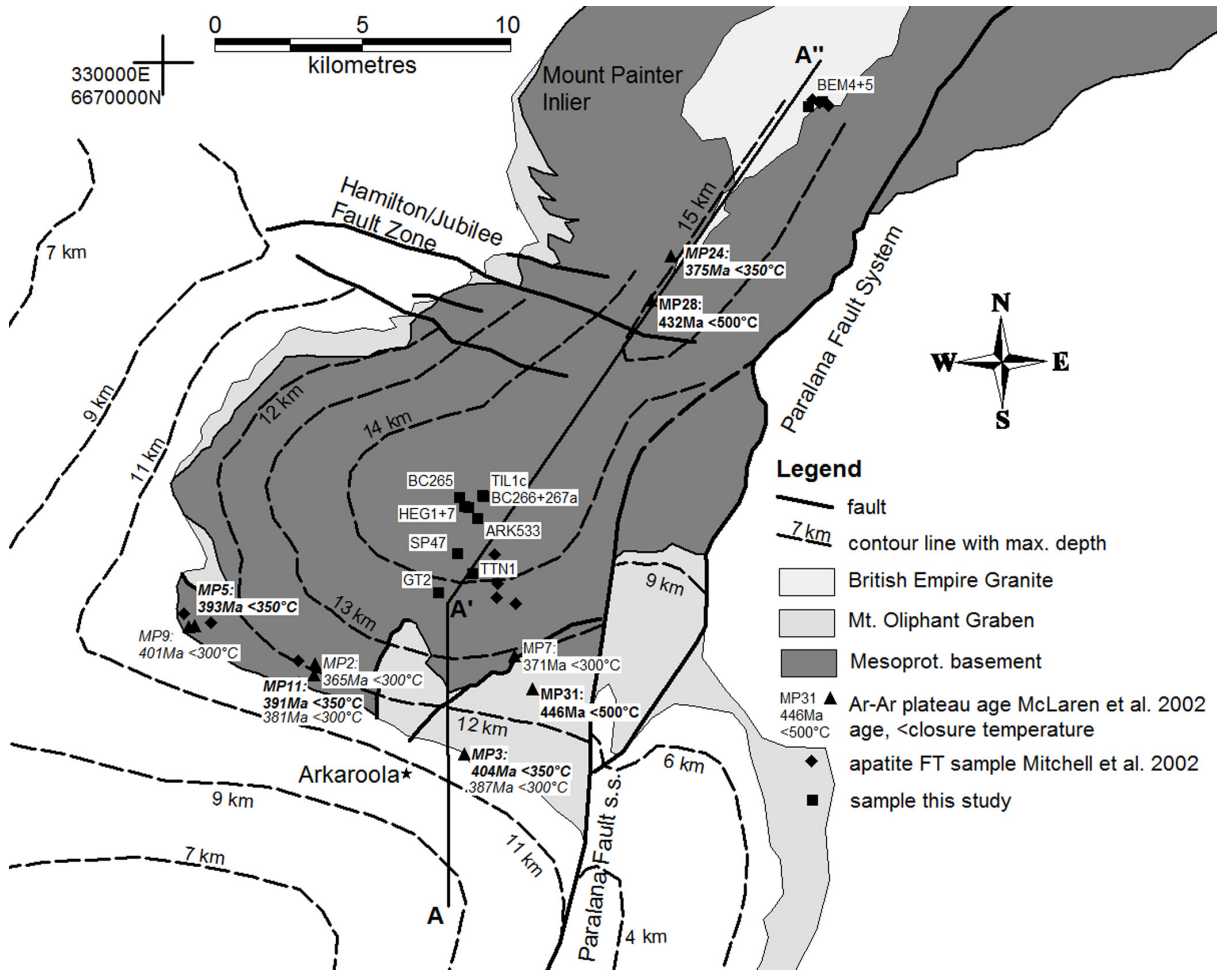 0 5 10
kilometres
330000E
6670000N
Mount Painter
Inlier
A''
BEM4+5
Hamilton/Jubilee
Fault Zone
7 km
15 km
MP24:
375Ma <350°C
MP28:
432Ma <500°C
Paralana Fault System
N
W E
S
9 km
12 km
11 km
14 km
BC265
TIL1c
BC266+267a
HEG1+7
ARK533
SP47
TTN1
GT2
A'
13 km
MP5:
393Ma <350°C
MP9:
401Ma <300°C
MP2:
365Ma <300°C
MP11:
391Ma <350°C
381Ma <300°C
MP7:
371Ma <300°C
MP31:
446Ma <500°C
9 km
12 km
MP3:
404Ma <350°C
387Ma <300°C
Arkaroola
6 km
9 km
11 km
7 km
A
Paralana Fault s.s.
4 km
Legend
fault
7 km
contour line with max. depth
British Empire Granite
Mt. Oliphant Graben
Mesoprot. basement
MP31
446Ma
<500°C
Ar-Ar plateau age McLaren et al. 2002
age, <closure temperature
apatite FT sample Mitchell et al. 2002
sample this study